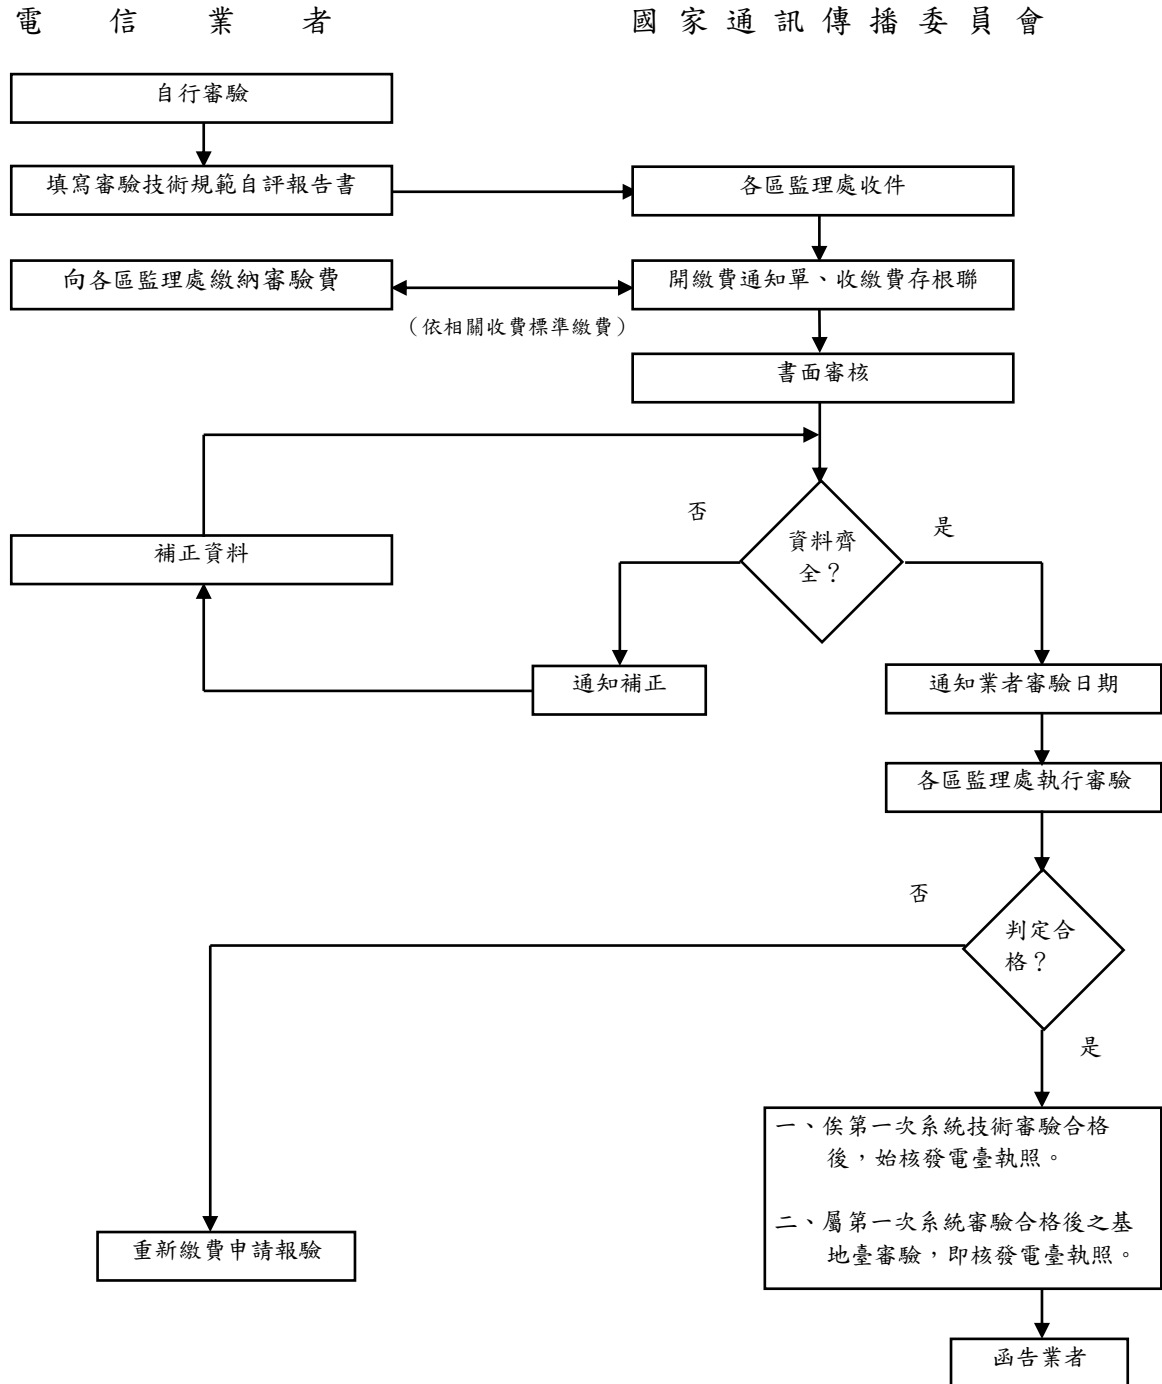 電信業者
國家通訊傳播委員會
自行審驗
填寫審驗技術規範自評報告書
各區監理處收件
向各區監理處繳納審驗費
開繳費通知單、收繳費存根聯
（依相關收費標準繳費）
書面審核
否
是
資料齊
全？
補正資料
通知補正
通知業者審驗日期
各區監理處執行審驗
否
判定合
格？
是
一、俟第一次系統技術審驗合格
後，始核發電臺執照。
二、屬第一次系統審驗合格後之基
地臺審驗，即核發電臺執照。
重新繳費申請報驗
函告業者